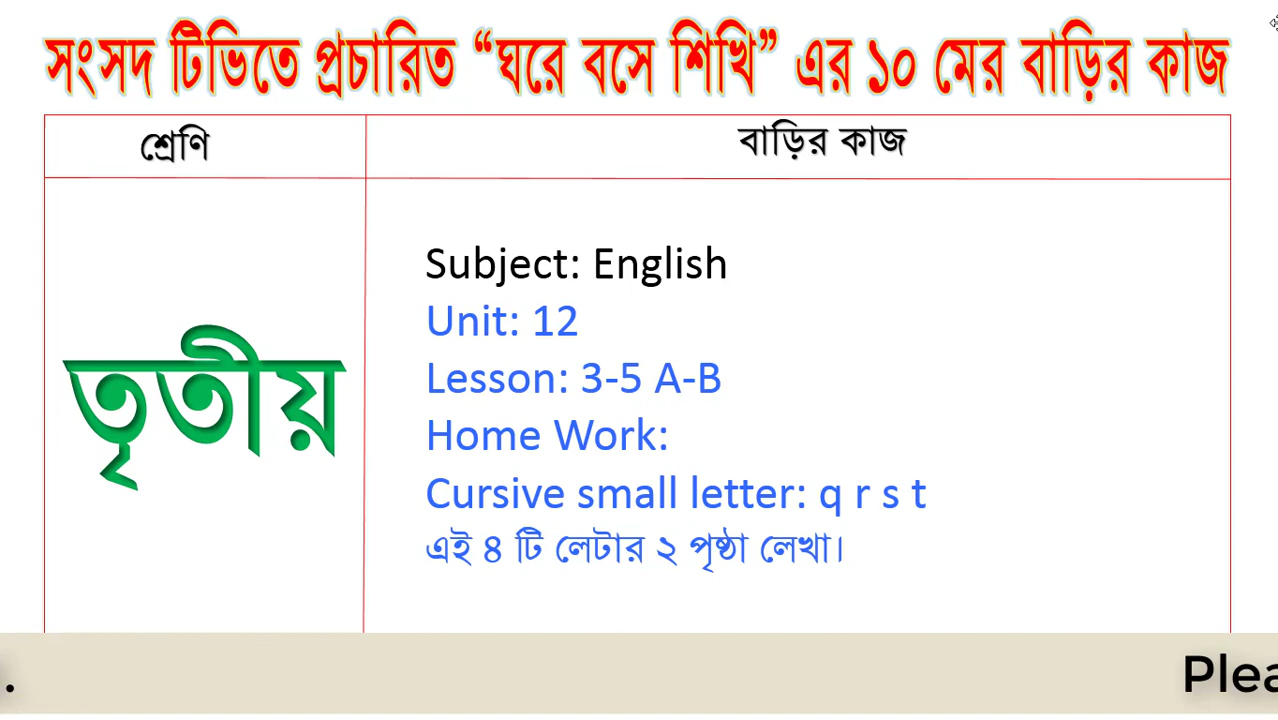 সংসদ টিভিতে প্রচারিত “ঘরে বসে শিখি” এর ১০ মের বাড়ির কাজ
শ্রেণি
বাড়ির কাজ
তৃতীয়
Subject: English
Unit: 12
Lesson: 3-5 A-B
Home Work:
Cursive small letter: q r s t
এই ৪ টি লেটার ২ পৃষ্ঠা লেখা।